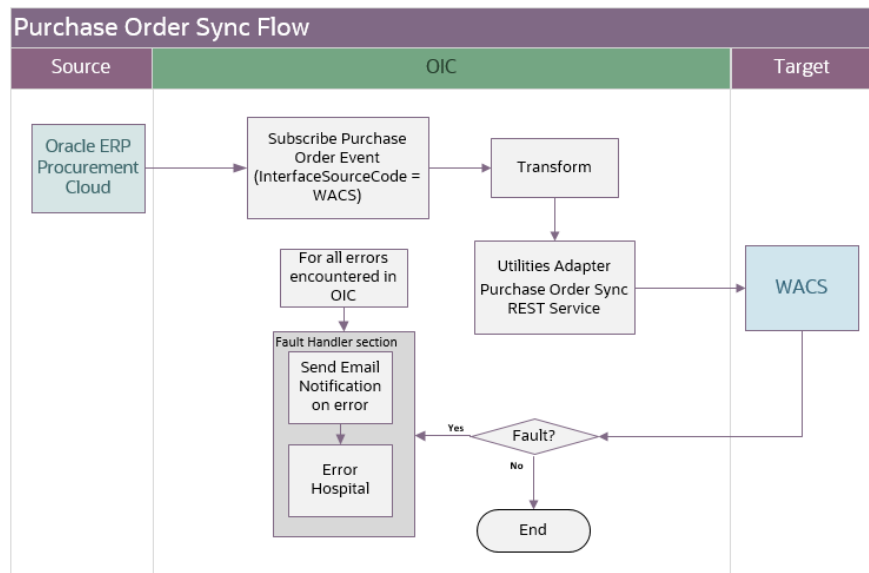 Purchase Order Sync Flow
Source
OIC
Target
Oracle ERP
Procurement
Cloud
Subscribe Purchase
Order Event
(InterfaceSourceCode =
WACS)
Transform
For all errors
encountered in
OIC
Utilities Adapter
Purchase Order Sync
REST Service
WACS
Fault Handler section
Send Email
Notification
on error
Error
Hospital
Yes
Fault?
No
End